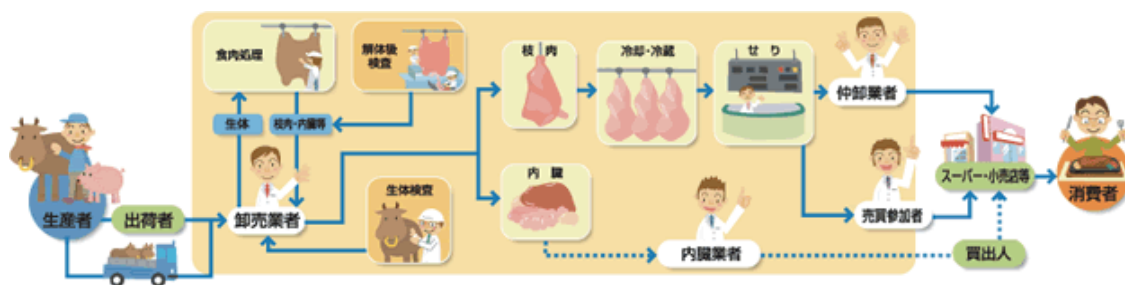 食肉処理
解体後
検査
生体
枝肉・内臓等
生産者
出荷者
卸売業者
生体検査
枝肉
冷却・冷蔵
せり
内臓
内臓業者
仲卸業者
売買参加者
スーパー・小売店等
買出人
消費者